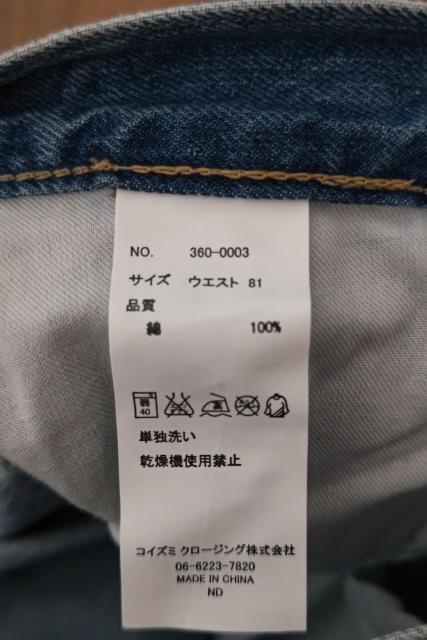 NO. 360-0003
サイズ ウエスト 81
品質
綿 100%
弱
40
単独洗い
乾燥機使用禁止
コイズミ クロージング株式会社
06-6223-7820
MADE IN CHINA
ND